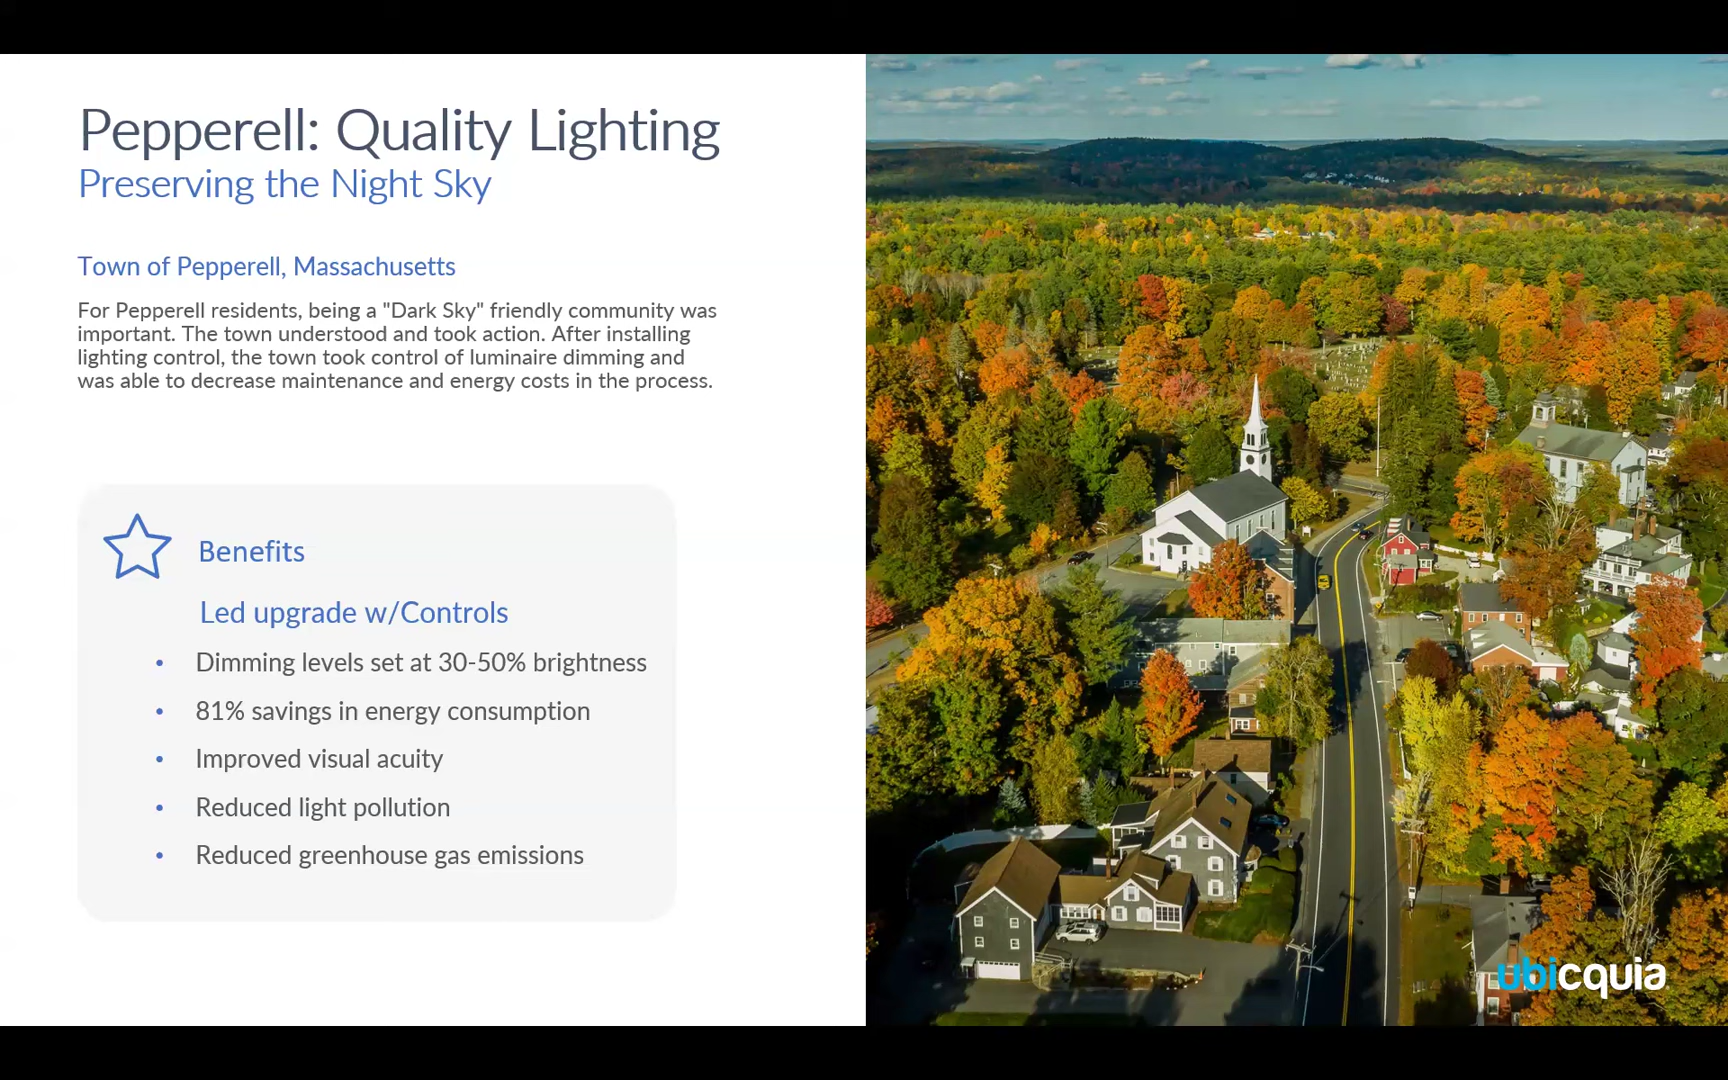 Pepperell: Quality Lighting
Preserving the Night Sky
Town of Pepperell, Massachusetts
For Pepperell residents, being a "Dark Sky" friendly community was
important. The town understood and took action. After installing
lighting control, the town took control of luminaire dimming and
was able to decrease maintenance and energy costs in the process.
Benefits
Led upgrade w/Controls
• Dimming levels set at 30-50% brightness
• 81% savings in energy consumption
• Improved visual acuity
• Reduced light pollution
• Reduced greenhouse gas emissions
ubicquia